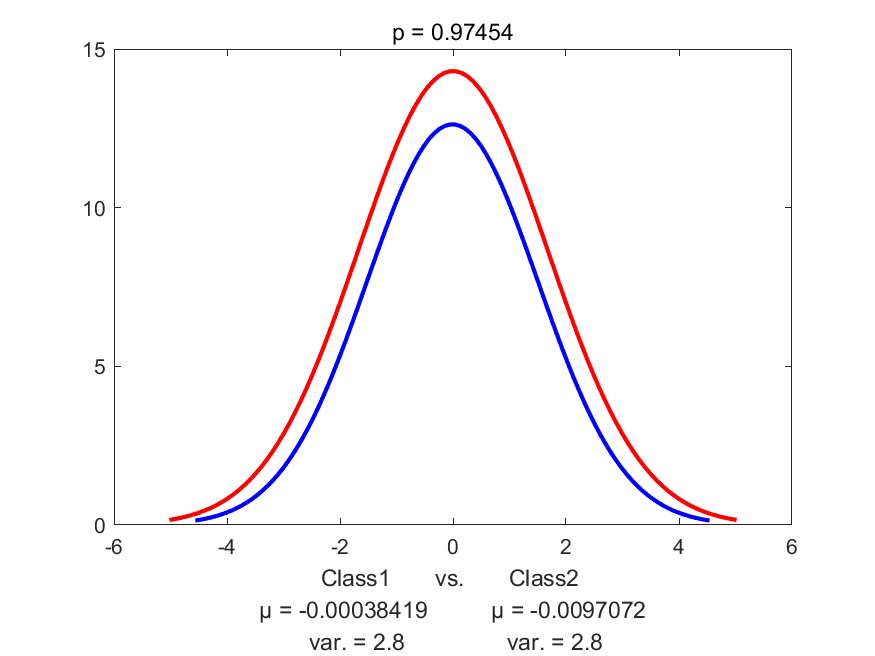 p = 0.97454
15
10
5
0
-6 -4 -2 0 2 4 6
Class1 vs. Class2
μ = -0.00038419 μ = -0.0097072
var. = 2.8 var. = 2.8